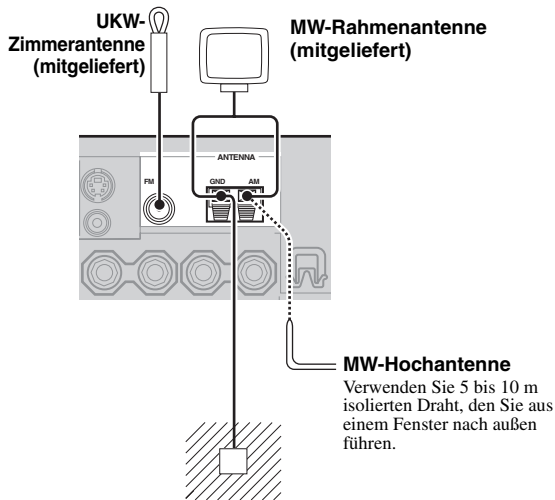 UKW-
Zimmerantenne
(mitgeliefert)
MW-Rahmenantenne
(mitgeliefert)
ANTENNA
FM
GND
AM
MW-Hochantenne
Verwenden Sie 5 bis 10 m
isolierten Draht, den Sie aus
einem Fenster nach außen
führen.